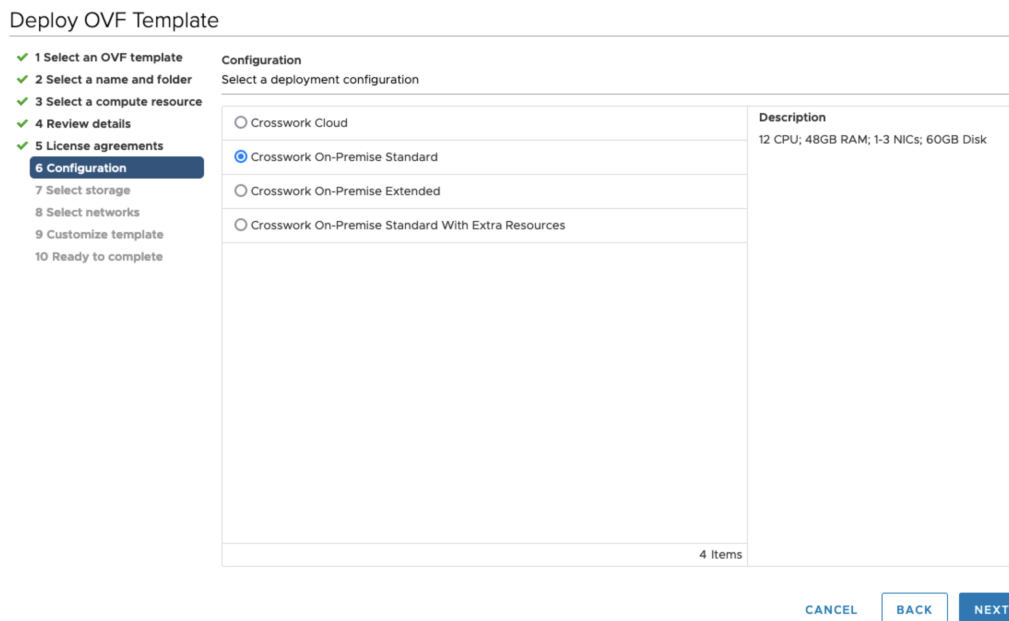 Deploy OVF Template
1 Select an OVF template
2 Select a name and folder
3 Select a compute resource
4 Review details
5 License agreements
6 Configuration
7 Select storage
8 Select networks
9 Customize template
10 Ready to complete
Configuration
Select a deployment configuration
Crosswork Cloud
Crosswork On-Premise Standard
Crosswork On-Premise Extended
Crosswork On-Premise Standard With Extra Resources
4 Items
Description
12 CPU; 48GB RAM; 1-3 NICs; 60GB Disk
CANCEL
BACK
NEXT